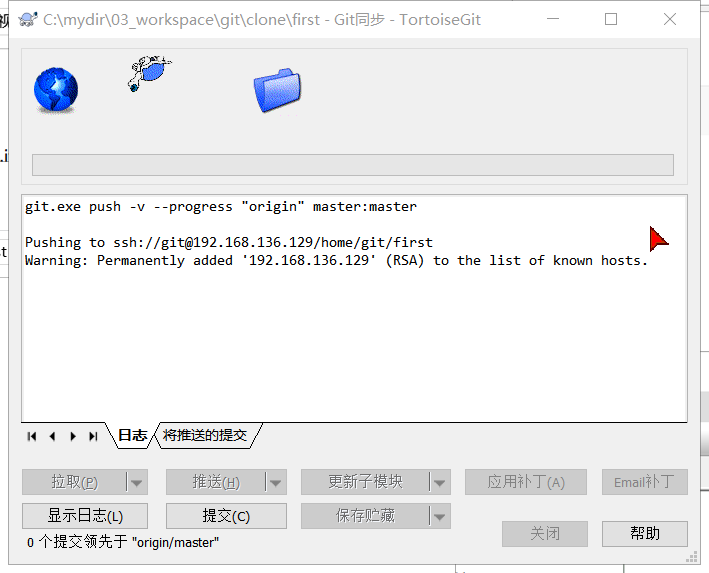 C:\mydir\03_workspace\git\clone\first - Git同步 - TortoiseGit
git.exe push -v --progress "origin" master:master
Pushing to ssh://git@192.168.136.129/home/git/first
Warning: Permanently added '192.168.136.129' (RSA) to the list of known hosts.
日志 将推送的提交
拉取(P) 推送(H) 更新子模块 应用补丁(A) Email补丁
显示日志(L) 提交(C) 保存贮藏
关闭 帮助
0 个提交领先于 "origin/master"